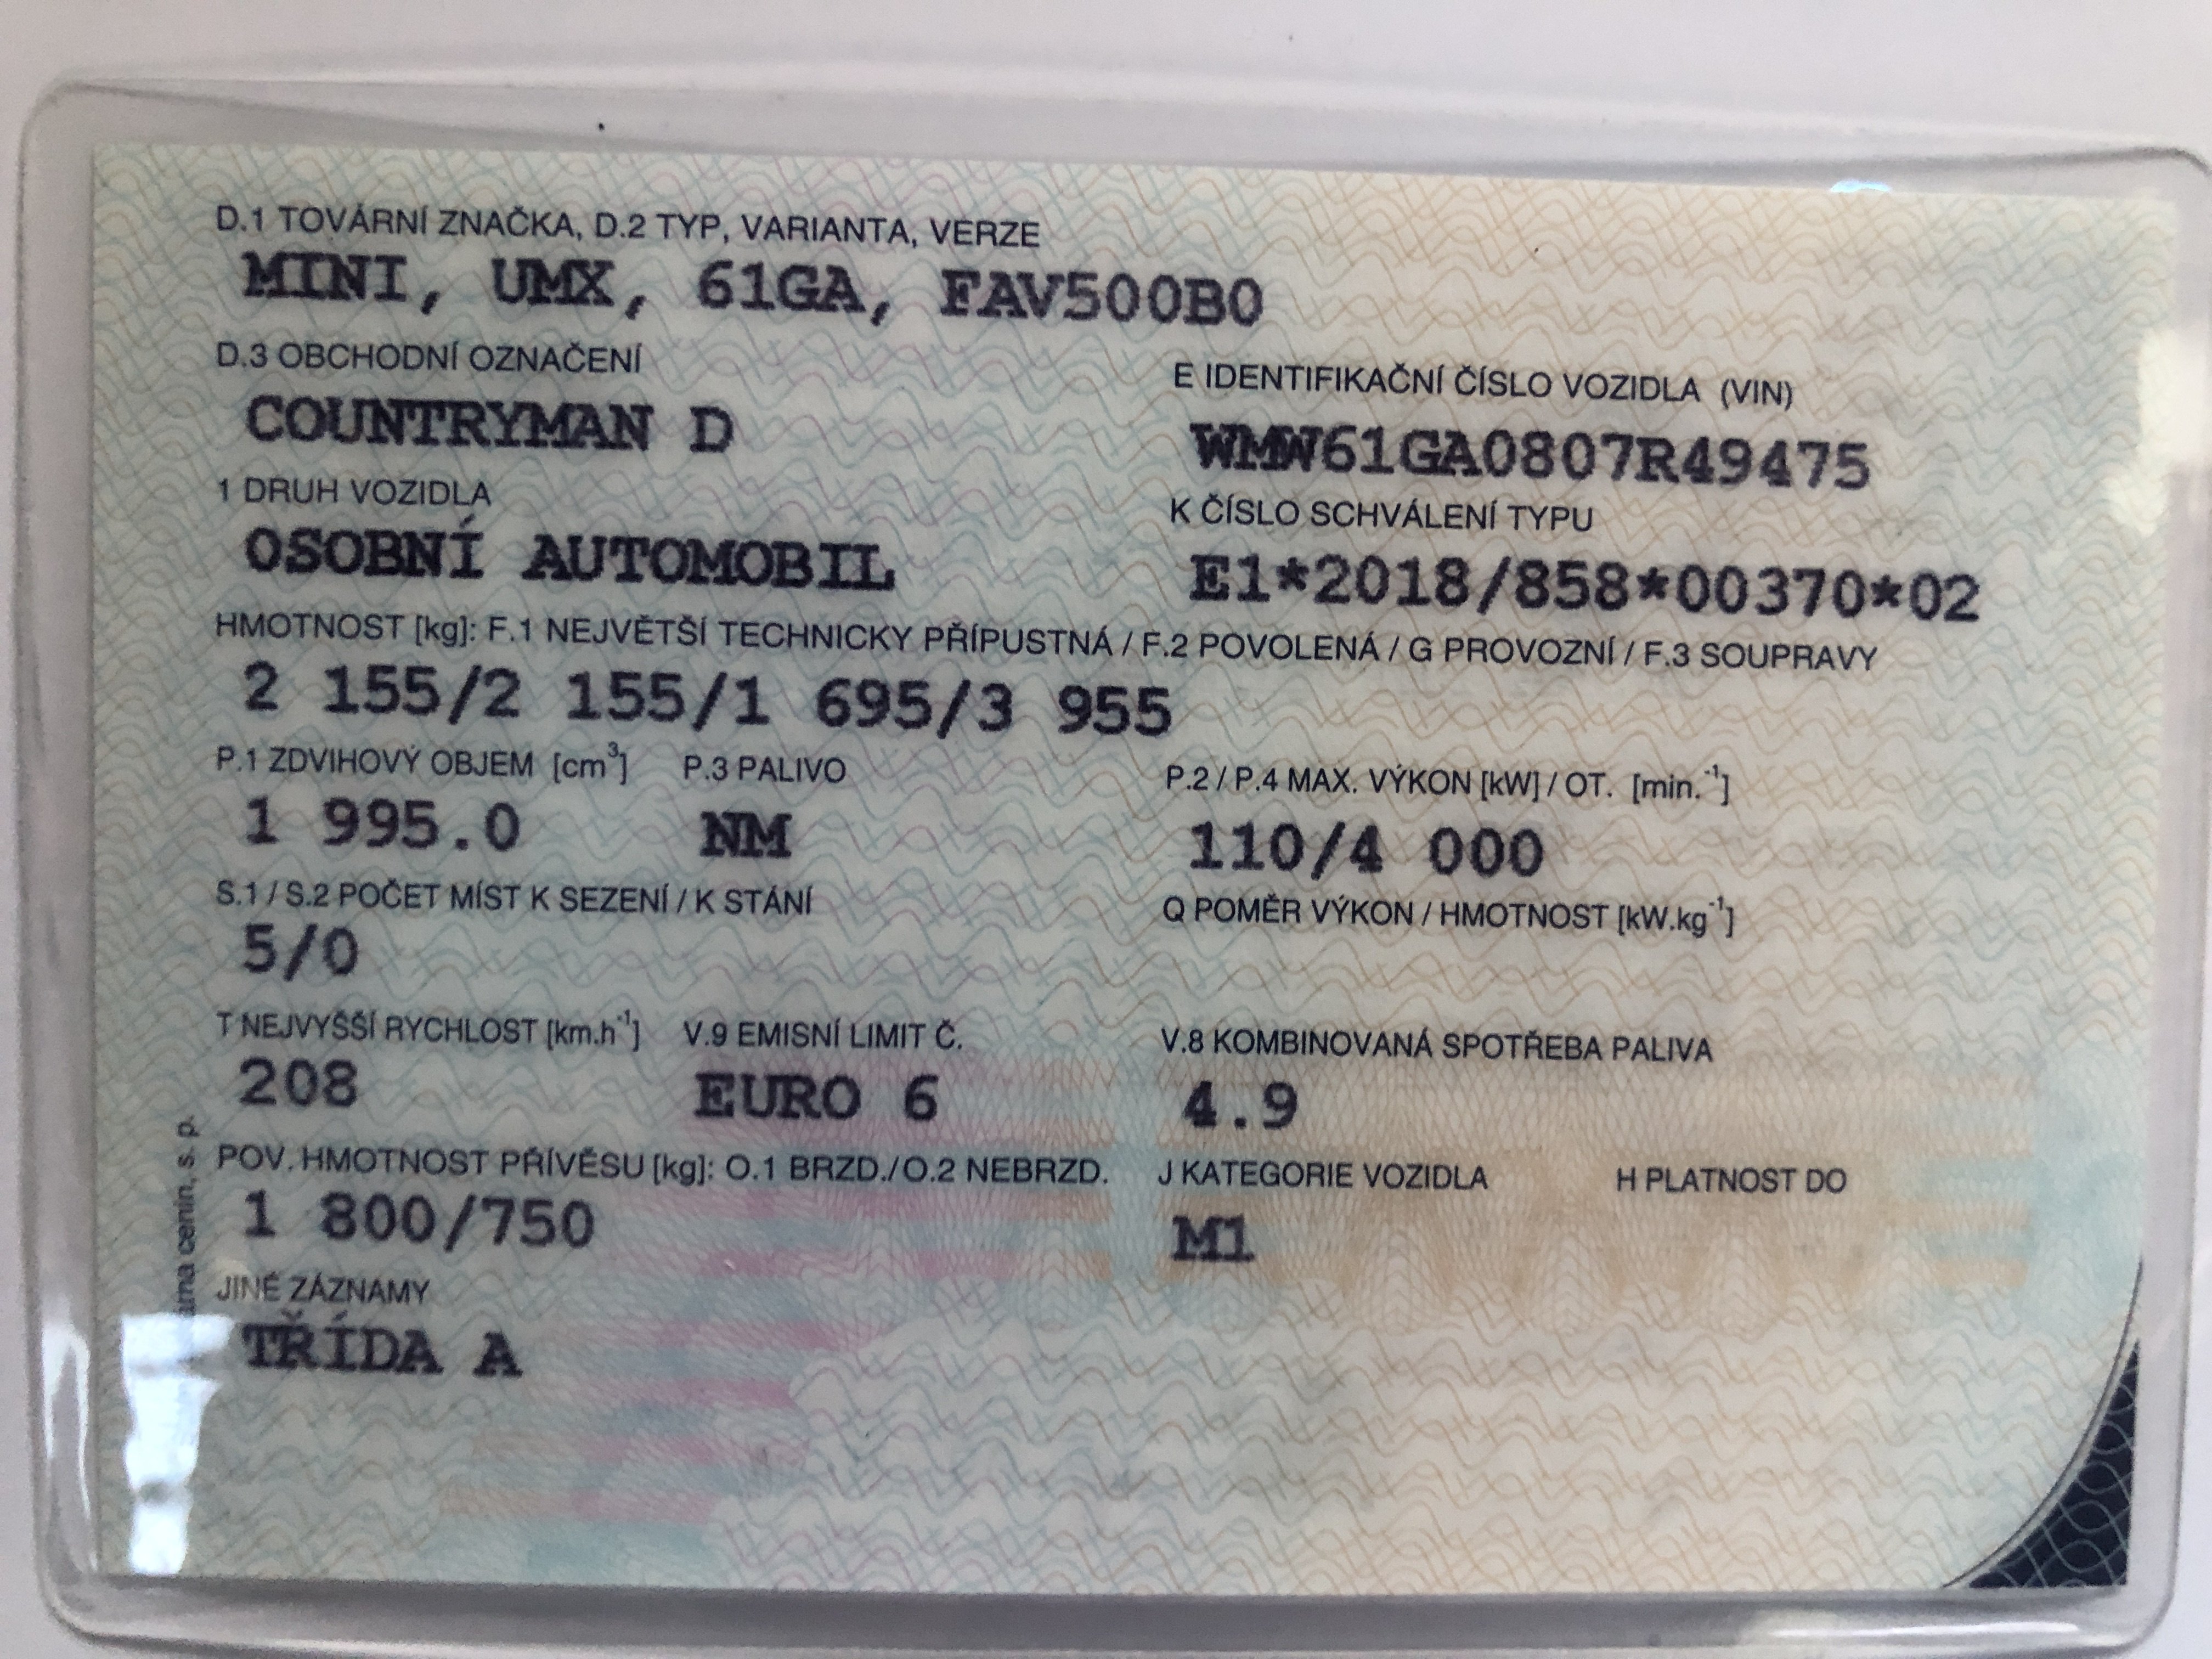 D.1 TOVÁRNÍ ZNAČKA, D.2 TYP, VARIANTA, VERZE
MINI, UMX, 61GA, FAV500B0
D.3 OBCHODNÍ OZNAČENÍ
COUNTRYMAN D
E IDENTIFIKAČNÍ ČÍSLO VOZIDLA (VIN)
WMW61GA0807R49475
1 DRUH VOZIDLA
OSOBNÍ AUTOMOBIL
K ČÍSLO SCHVÁLENÍ TYPU
E1*2018/858*00370*02
HMOTNOST [kg]: F.1 NEJVĚTŠÍ TECHNICKY PŘÍPUSTNÁ / F.2 POVOLENÁ / G PROVOZNÍ / F.3 SOUPRAVY
2 155/2 155/1 695/3 955
P.1 ZDVIHOVÝ OBJEM [cm³] P.3 PALIVO P.2 / P.4 MAX. VÝKON [kW] / OT. [min.⁻¹]
1 995.0 NM 110/4 000
S.1 / S.2 POČET MÍST K SEZENÍ / K STÁNÍ Q POMĚR VÝKON / HMOTNOST [kW.kg⁻¹]
5/0
T NEJVYŠŠÍ RYCHLOST [km.h⁻¹] V.9 EMISNÍ LIMIT Č. V.8 KOMBINOVANÁ SPOTŘEBA PALIVA
208 EURO 6 4.9
POV. HMOTNOST PŘÍVĚSU [kg]: O.1 BRZD./O.2 NEBRZD. J KATEGORIE VOZIDLA H PLATNOST DO
1 800/750 M1
JINÉ ZÁZNAMY
TŘÍDA A
cenin, s. p.